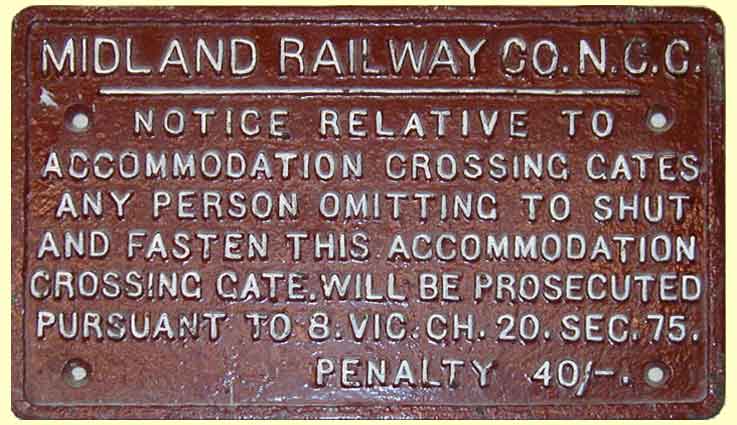 MIDLAND RAILWAY CO. N. C. C.
NOTICE RELATIVE TO
ACCOMMODATION CROSSING GATES
ANY PERSON OMITTING TO SHUT
AND FASTEN THIS ACCOMMODATION
CROSSING GATE, WILL BE PROSECUTED
PURSUANT TO 8. VIC. CH. 20. SEC. 75.
PENALTY 40/-.